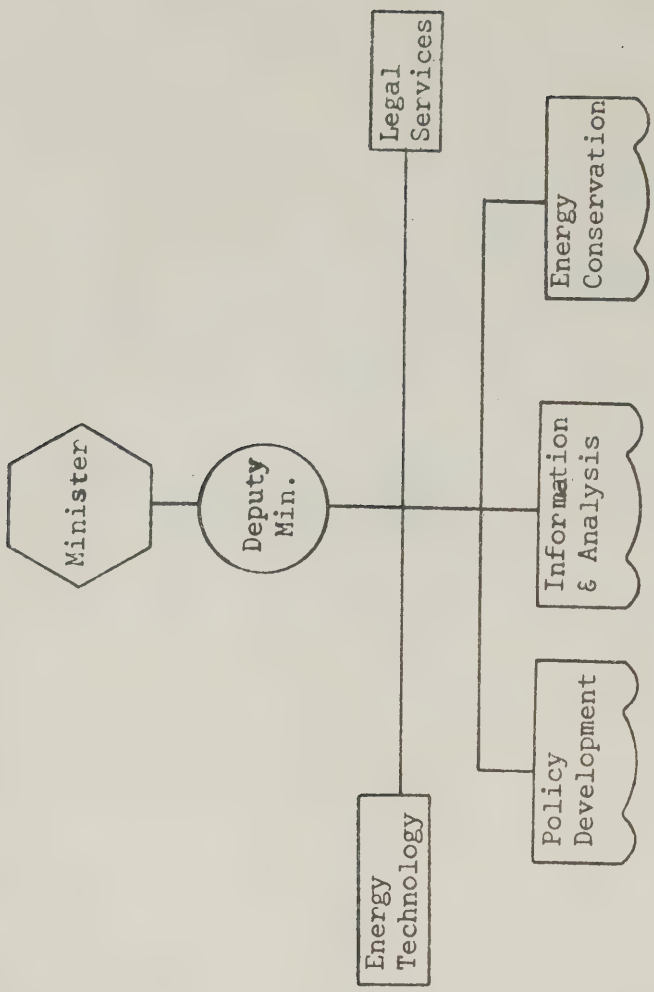 Minister
Deputy
Min.
Energy
Technology
Legal
Services
Policy
Development
Information
& Analysis
Energy
Conservation